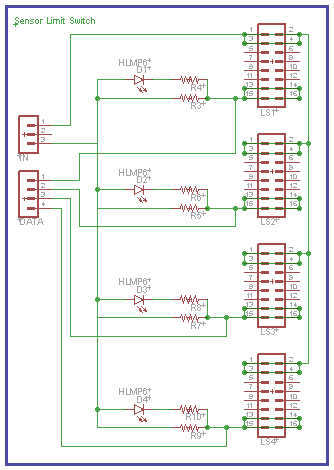 Sensor Limit Switch
HLMP6
D1
R4
R3
1 2
3 4
5 6
7 8
9 10
11 12
13 14
15 16
LS1
1
2
3
IN
HLMP6
D2
R6
R5
1 2
3 4
5 6
7 8
9 10
11 12
13 14
15 16
LS2
1
2
3
4
DATA
HLMP6
D3
R8
R7
1 2
3 4
5 6
7 8
9 10
11 12
13 14
15 16
LS3
HLMP6
D4
R10
R9
1 2
3 4
5 6
7 8
9 10
11 12
13 14
15 16
LS4